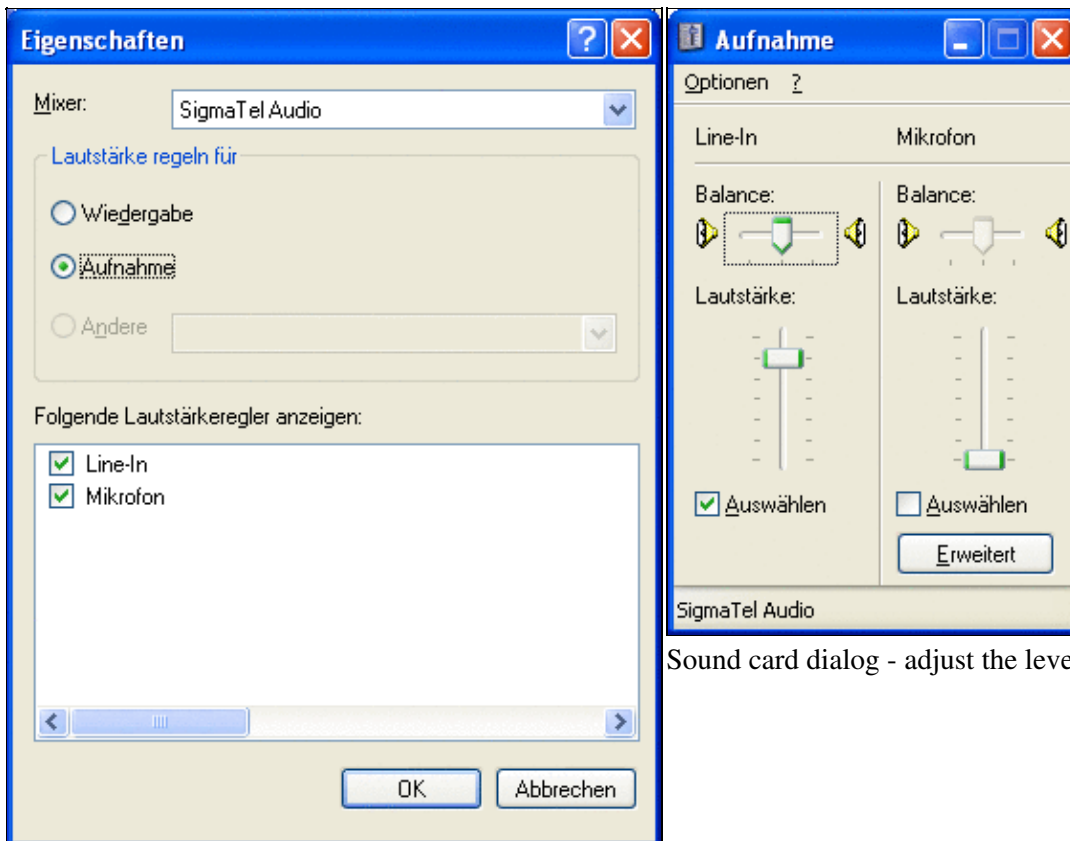 Eigenschaften
Mixer:
SigmaTel Audio
Lautstärke regeln für
Wiedergabe
Aufnahme
Andere
Folgende Lautstärkeregler anzeigen:
Line-In
Mikrofon
OK
Abbrechen
Aufnahme
Optionen ?
Line-In
Mikrofon
Balance:
Balance:
Lautstärke:
Lautstärke:
Auswählen
Auswählen
Erweitert
SigmaTel Audio
Sound card dialog - adjust the leve